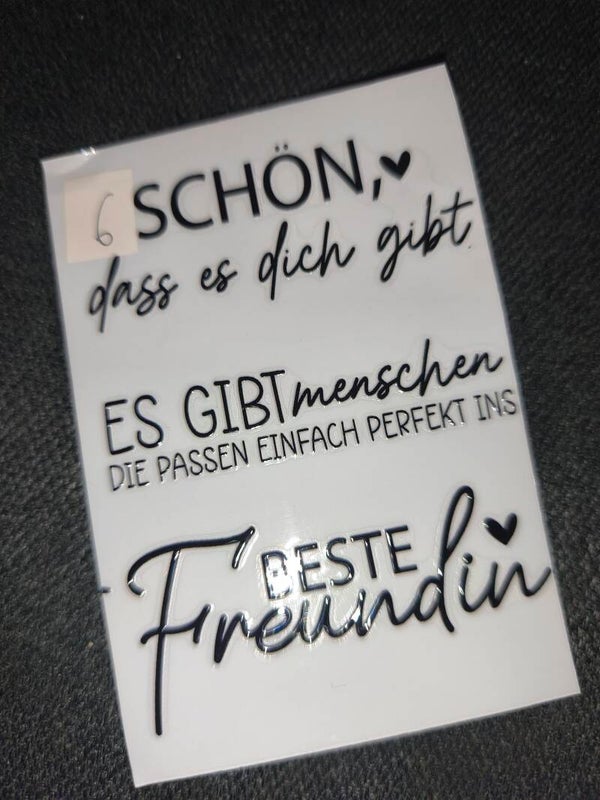 6
SCHÖN,
dass es dich gibt.
ES GIBT menschen
DIE PASSEN EINFACH PERFEKT INS
BESTE
Freundin